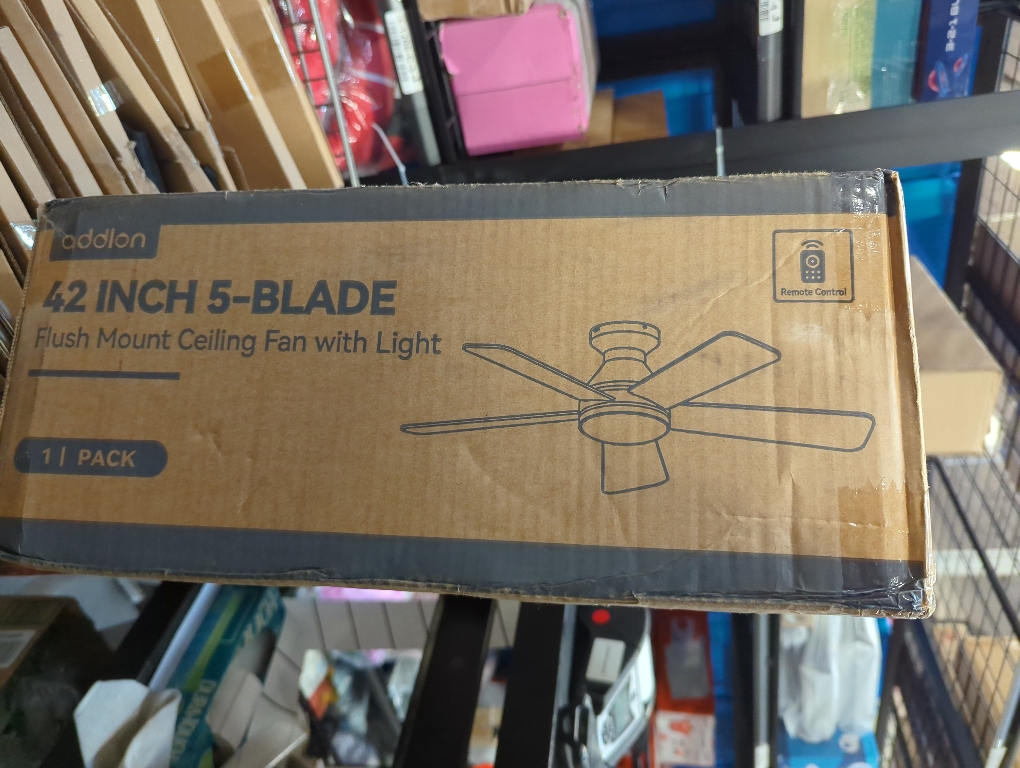 addlon
42 INCH 5-BLADE
Flush Mount Ceiling Fan with Light
1 | PACK
Remote Control